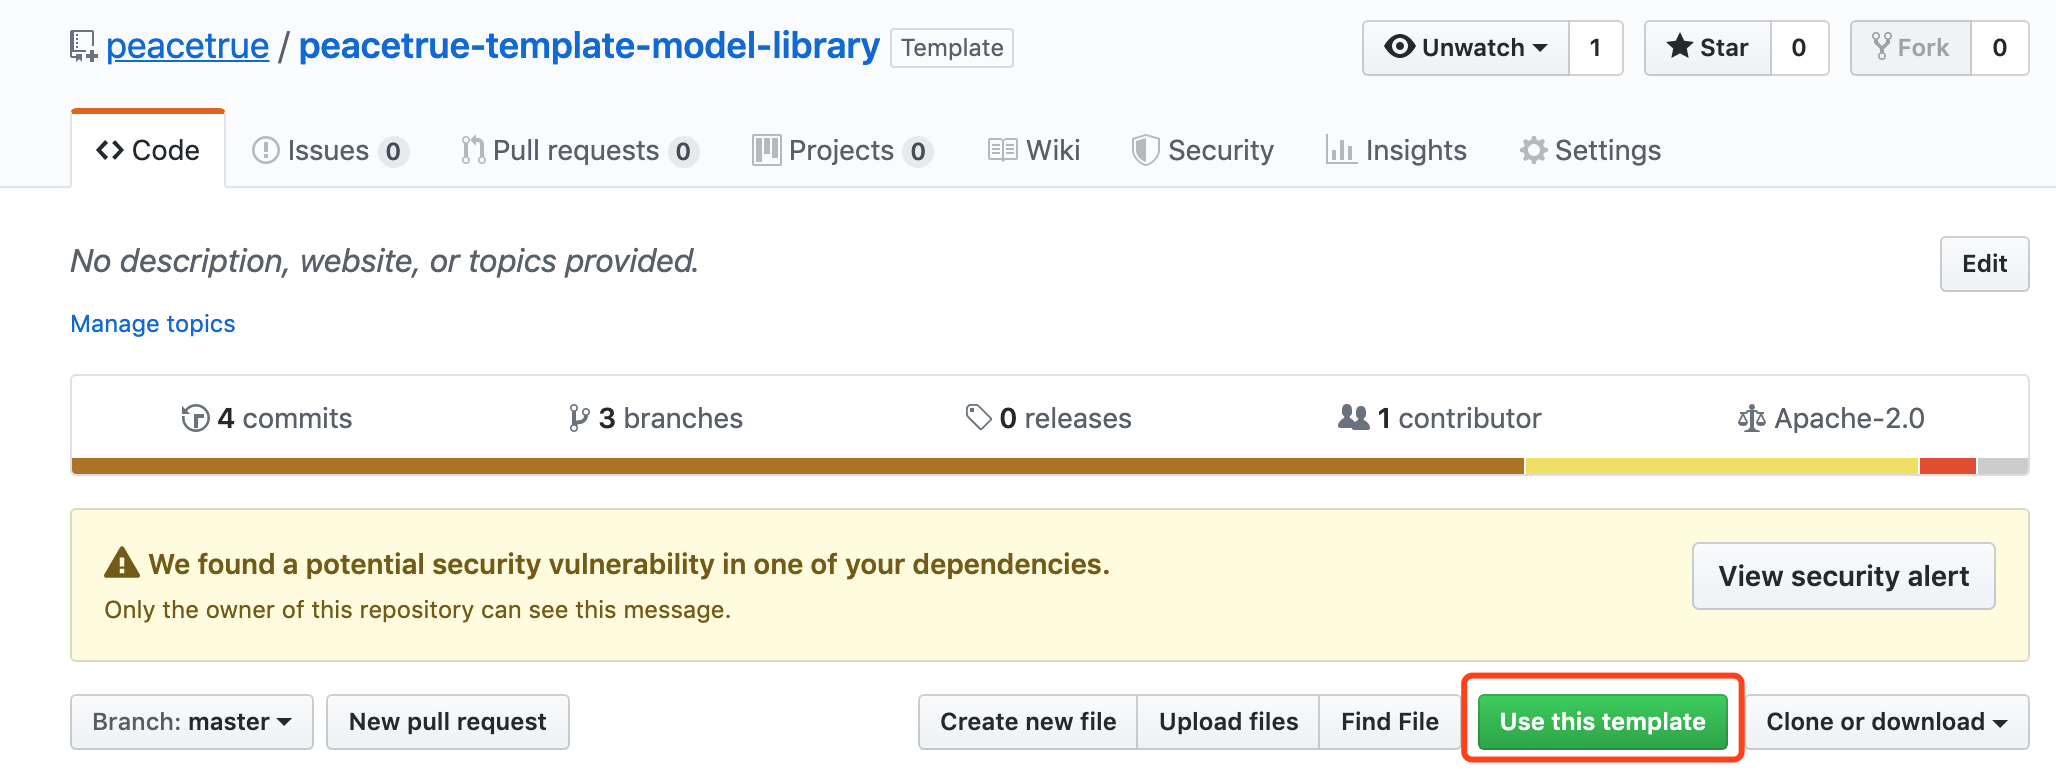 peacetrue / peacetrue-template-model-library Template Unwatch 1 Star 0 Fork 0
Code Issues 0 Pull requests 0 Projects 0 Wiki Security Insights Settings
No description, website, or topics provided. Edit
Manage topics
4 commits 3 branches 0 releases 1 contributor Apache-2.0
We found a potential security vulnerability in one of your dependencies.
Only the owner of this repository can see this message.
View security alert
Branch: master New pull request Create new file Upload files Find File Use this template Clone or download